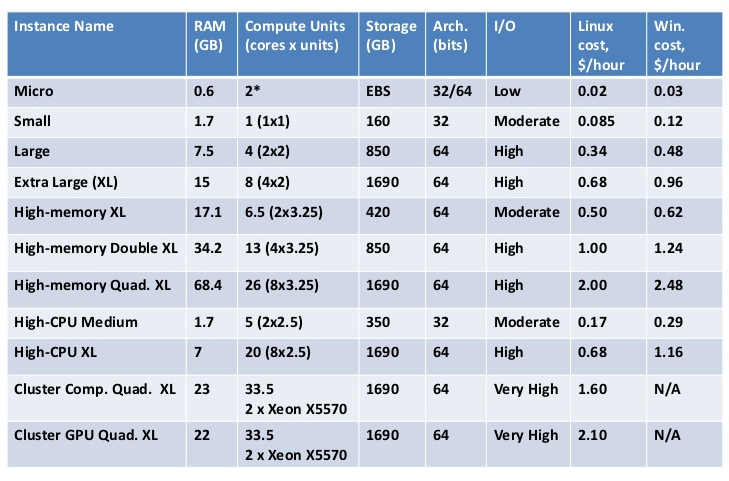 Instance Name RAM (GB) Compute Units (cores x units) Storage (GB) Arch. (bits) I/O Linux cost, $/hour Win. cost, $/hour
Micro 0.6 2* EBS 32/64 Low 0.02 0.03
Small 1.7 1 (1x1) 160 32 Moderate 0.085 0.12
Large 7.5 4 (2x2) 850 64 High 0.34 0.48
Extra Large (XL) 15 8 (4x2) 1690 64 High 0.68 0.96
High-memory XL 17.1 6.5 (2x3.25) 420 64 Moderate 0.50 0.62
High-memory Double XL 34.2 13 (4x3.25) 850 64 High 1.00 1.24
High-memory Quad. XL 68.4 26 (8x3.25) 1690 64 High 2.00 2.48
High-CPU Medium 1.7 5 (2x2.5) 350 32 Moderate 0.17 0.29
High-CPU XL 7 20 (8x2.5) 1690 64 High 0.68 1.16
Cluster Comp. Quad. XL 23 33.5 1690 64 Very High 1.60 N/A
2 x Xeon X5570
Cluster GPU Quad. XL 22 33.5 1690 64 Very High 2.10 N/A
2 x Xeon X5570